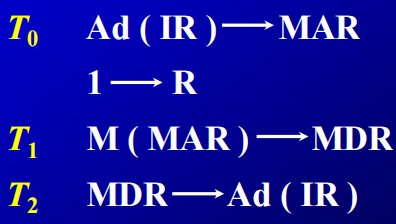 T₀ Ad ( IR ) ⟶ MAR
1 ⟶ R
T₁ M ( MAR ) ⟶ MDR
T₂ MDR ⟶ Ad ( IR )